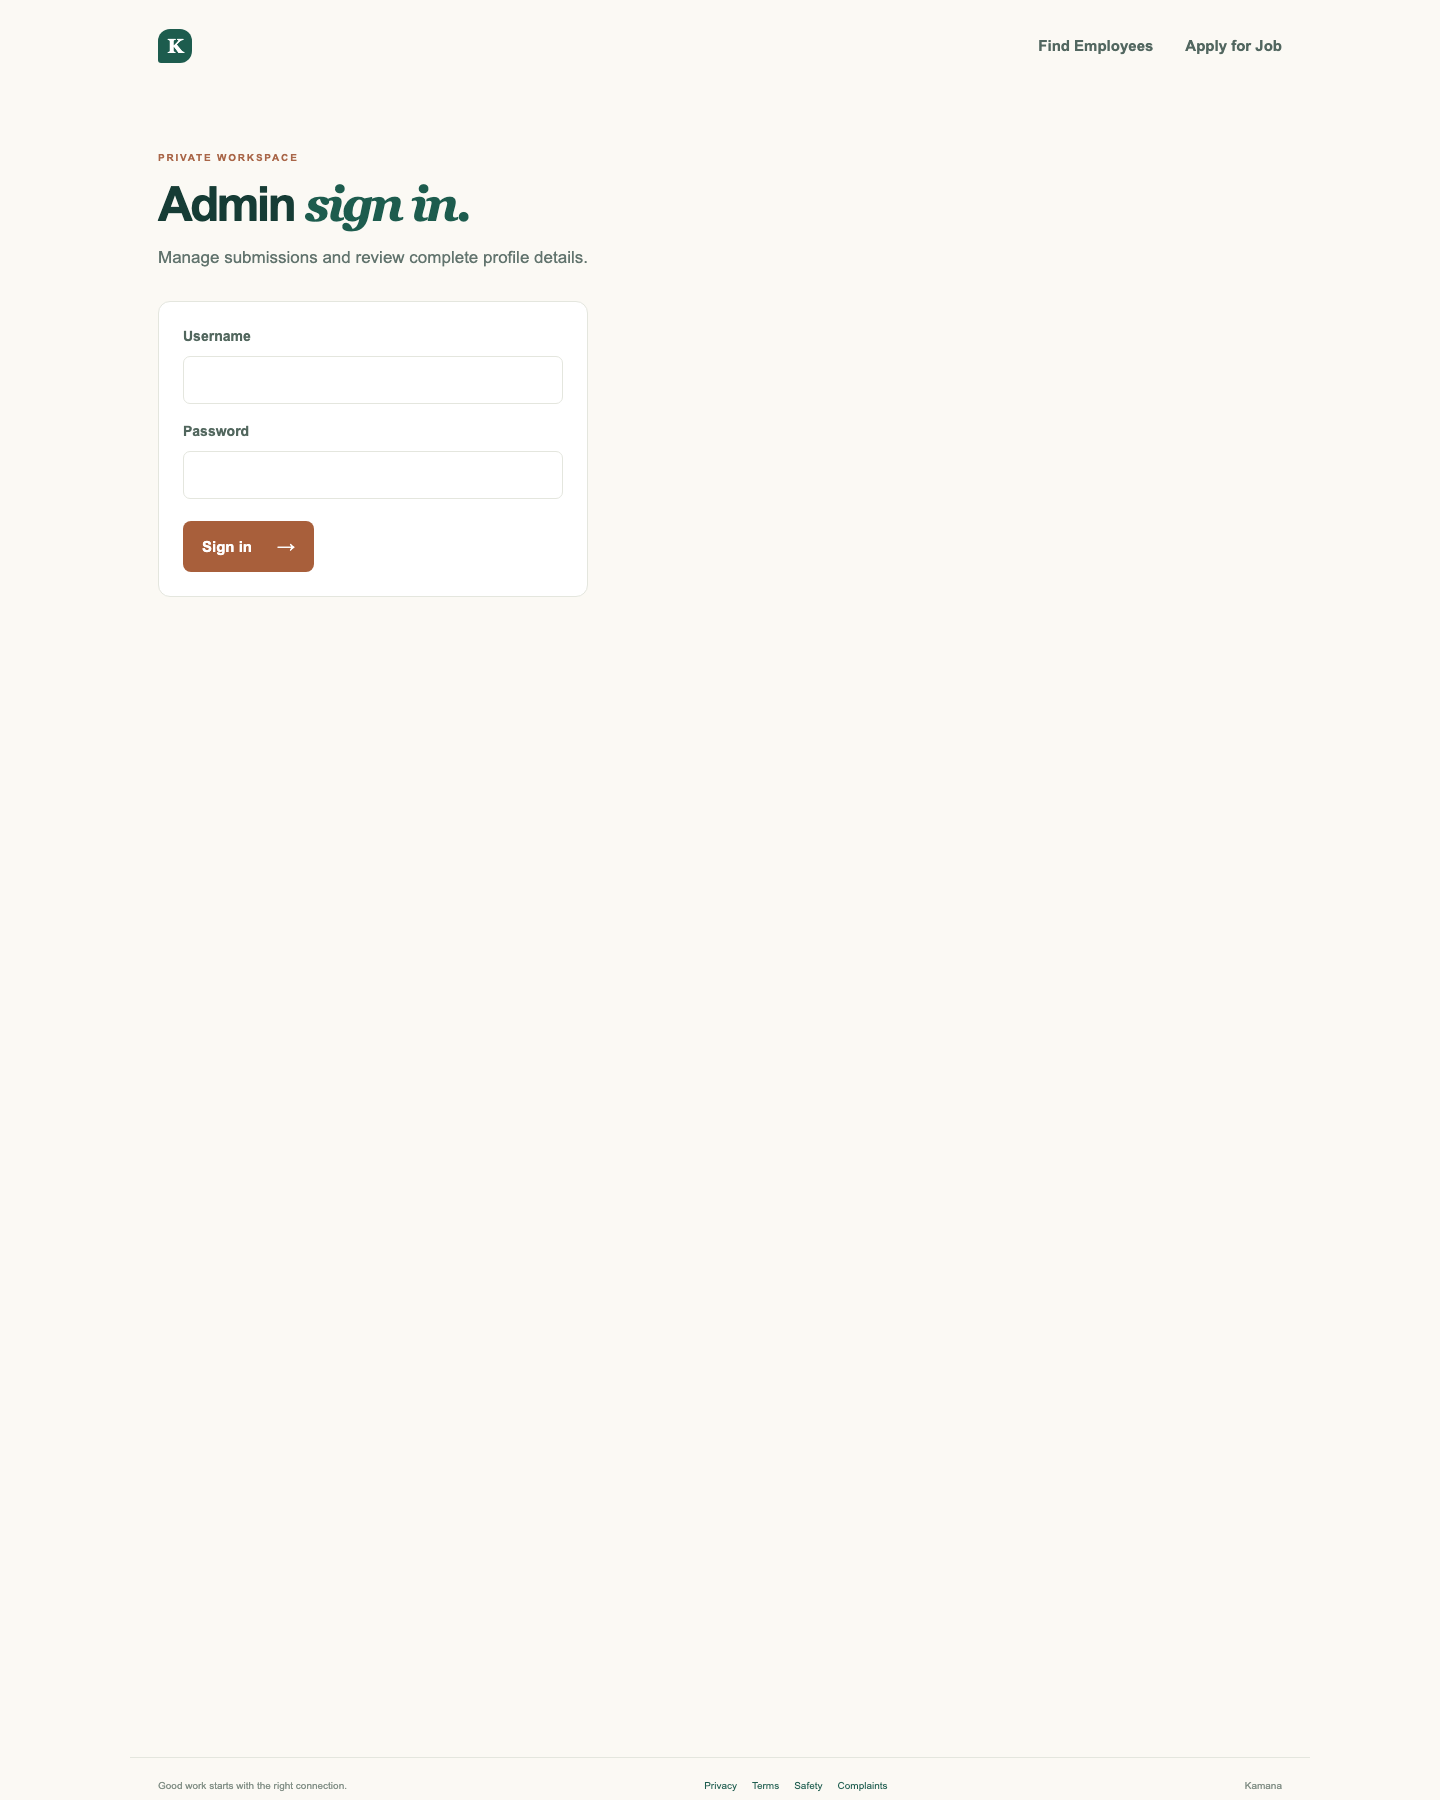 K
Find Employees Apply for Job
PRIVATE WORKSPACE
Admin sign in.
Manage submissions and review complete profile details.
Username
Password
Sign in →
Good work starts with the right connection. Privacy Terms Safety Complaints Kamana